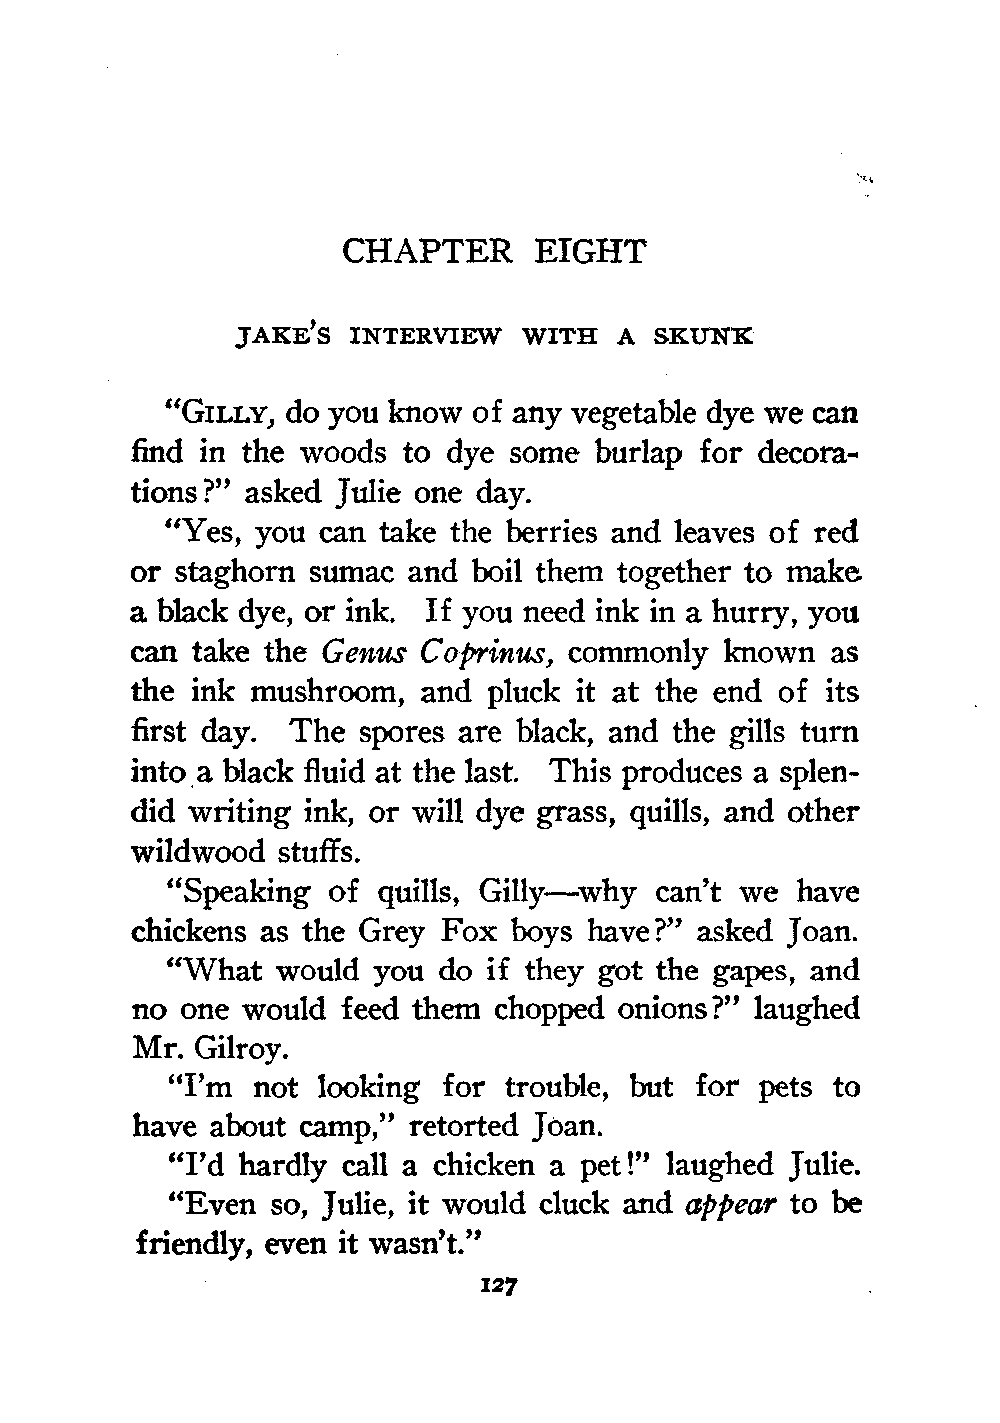 CHAPTER EIGHT
JAKE'S INTERVIEW WITH A SKUNK
“GILLY, do you know of any vegetable dye we can
find in the woods to dye some burlap for decora-
tions?” asked Julie one day.
“Yes, you can take the berries and leaves of red
or staghorn sumac and boil them together to make
a black dye, or ink. If you need ink in a hurry, you
can take the Genus Coprinus, commonly known as
the ink mushroom, and pluck it at the end of its
first day. The spores are black, and the gills turn
into a black fluid at the last. This produces a splen-
did writing ink, or will dye grass, quills, and other
wildwood stuffs.
“Speaking of quills, Gilly—why can't we have
chickens as the Grey Fox boys have?” asked Joan.
“What would you do if they got the gapes, and
no one would feed them chopped onions?” laughed
Mr. Gilroy.
“I'm not looking for trouble, but for pets to
have about camp,” retorted Joan.
“I'd hardly call a chicken a pet!” laughed Julie.
“Even so, Julie, it would cluck and appear to be
friendly, even it wasn't.”
127